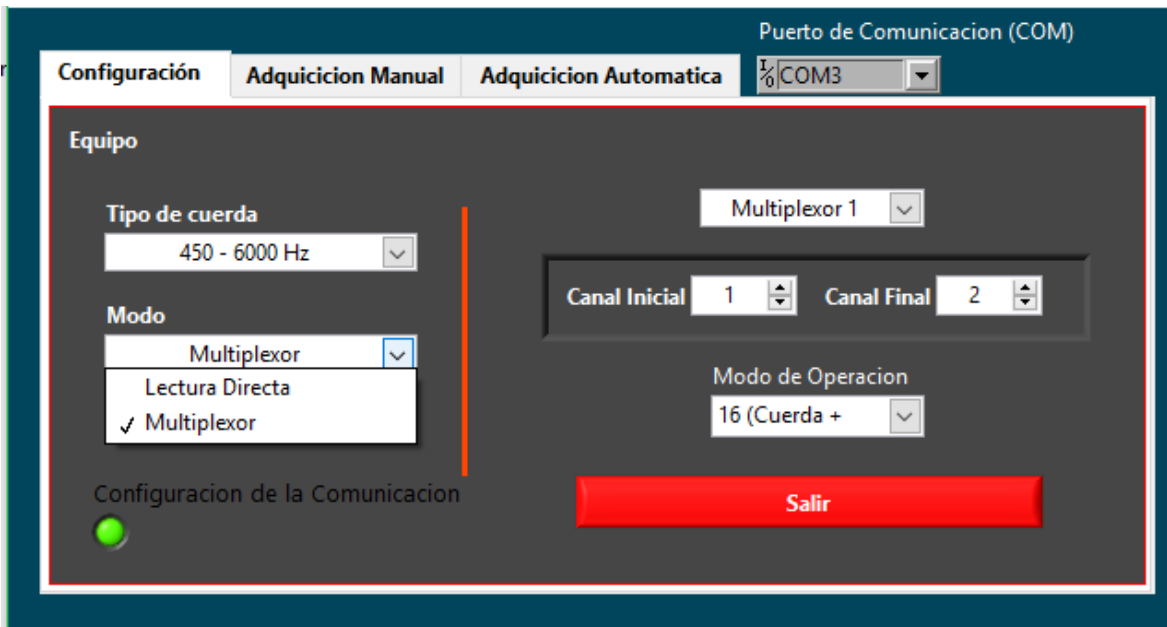 Puerto de Comunicacion (COM)
Configuración
Adquicicion Manual
Adquicicion Automatica
COM3
Equipo
Tipo de cuerda
450 - 6000 Hz
Modo
Multiplexor
Lectura Directa
✓ Multiplexor
Configuracion de la Comunicacion
Multiplexor 1
Canal Inicial 1 Canal Final 2
Modo de Operacion
16 (Cuerda +
Salir